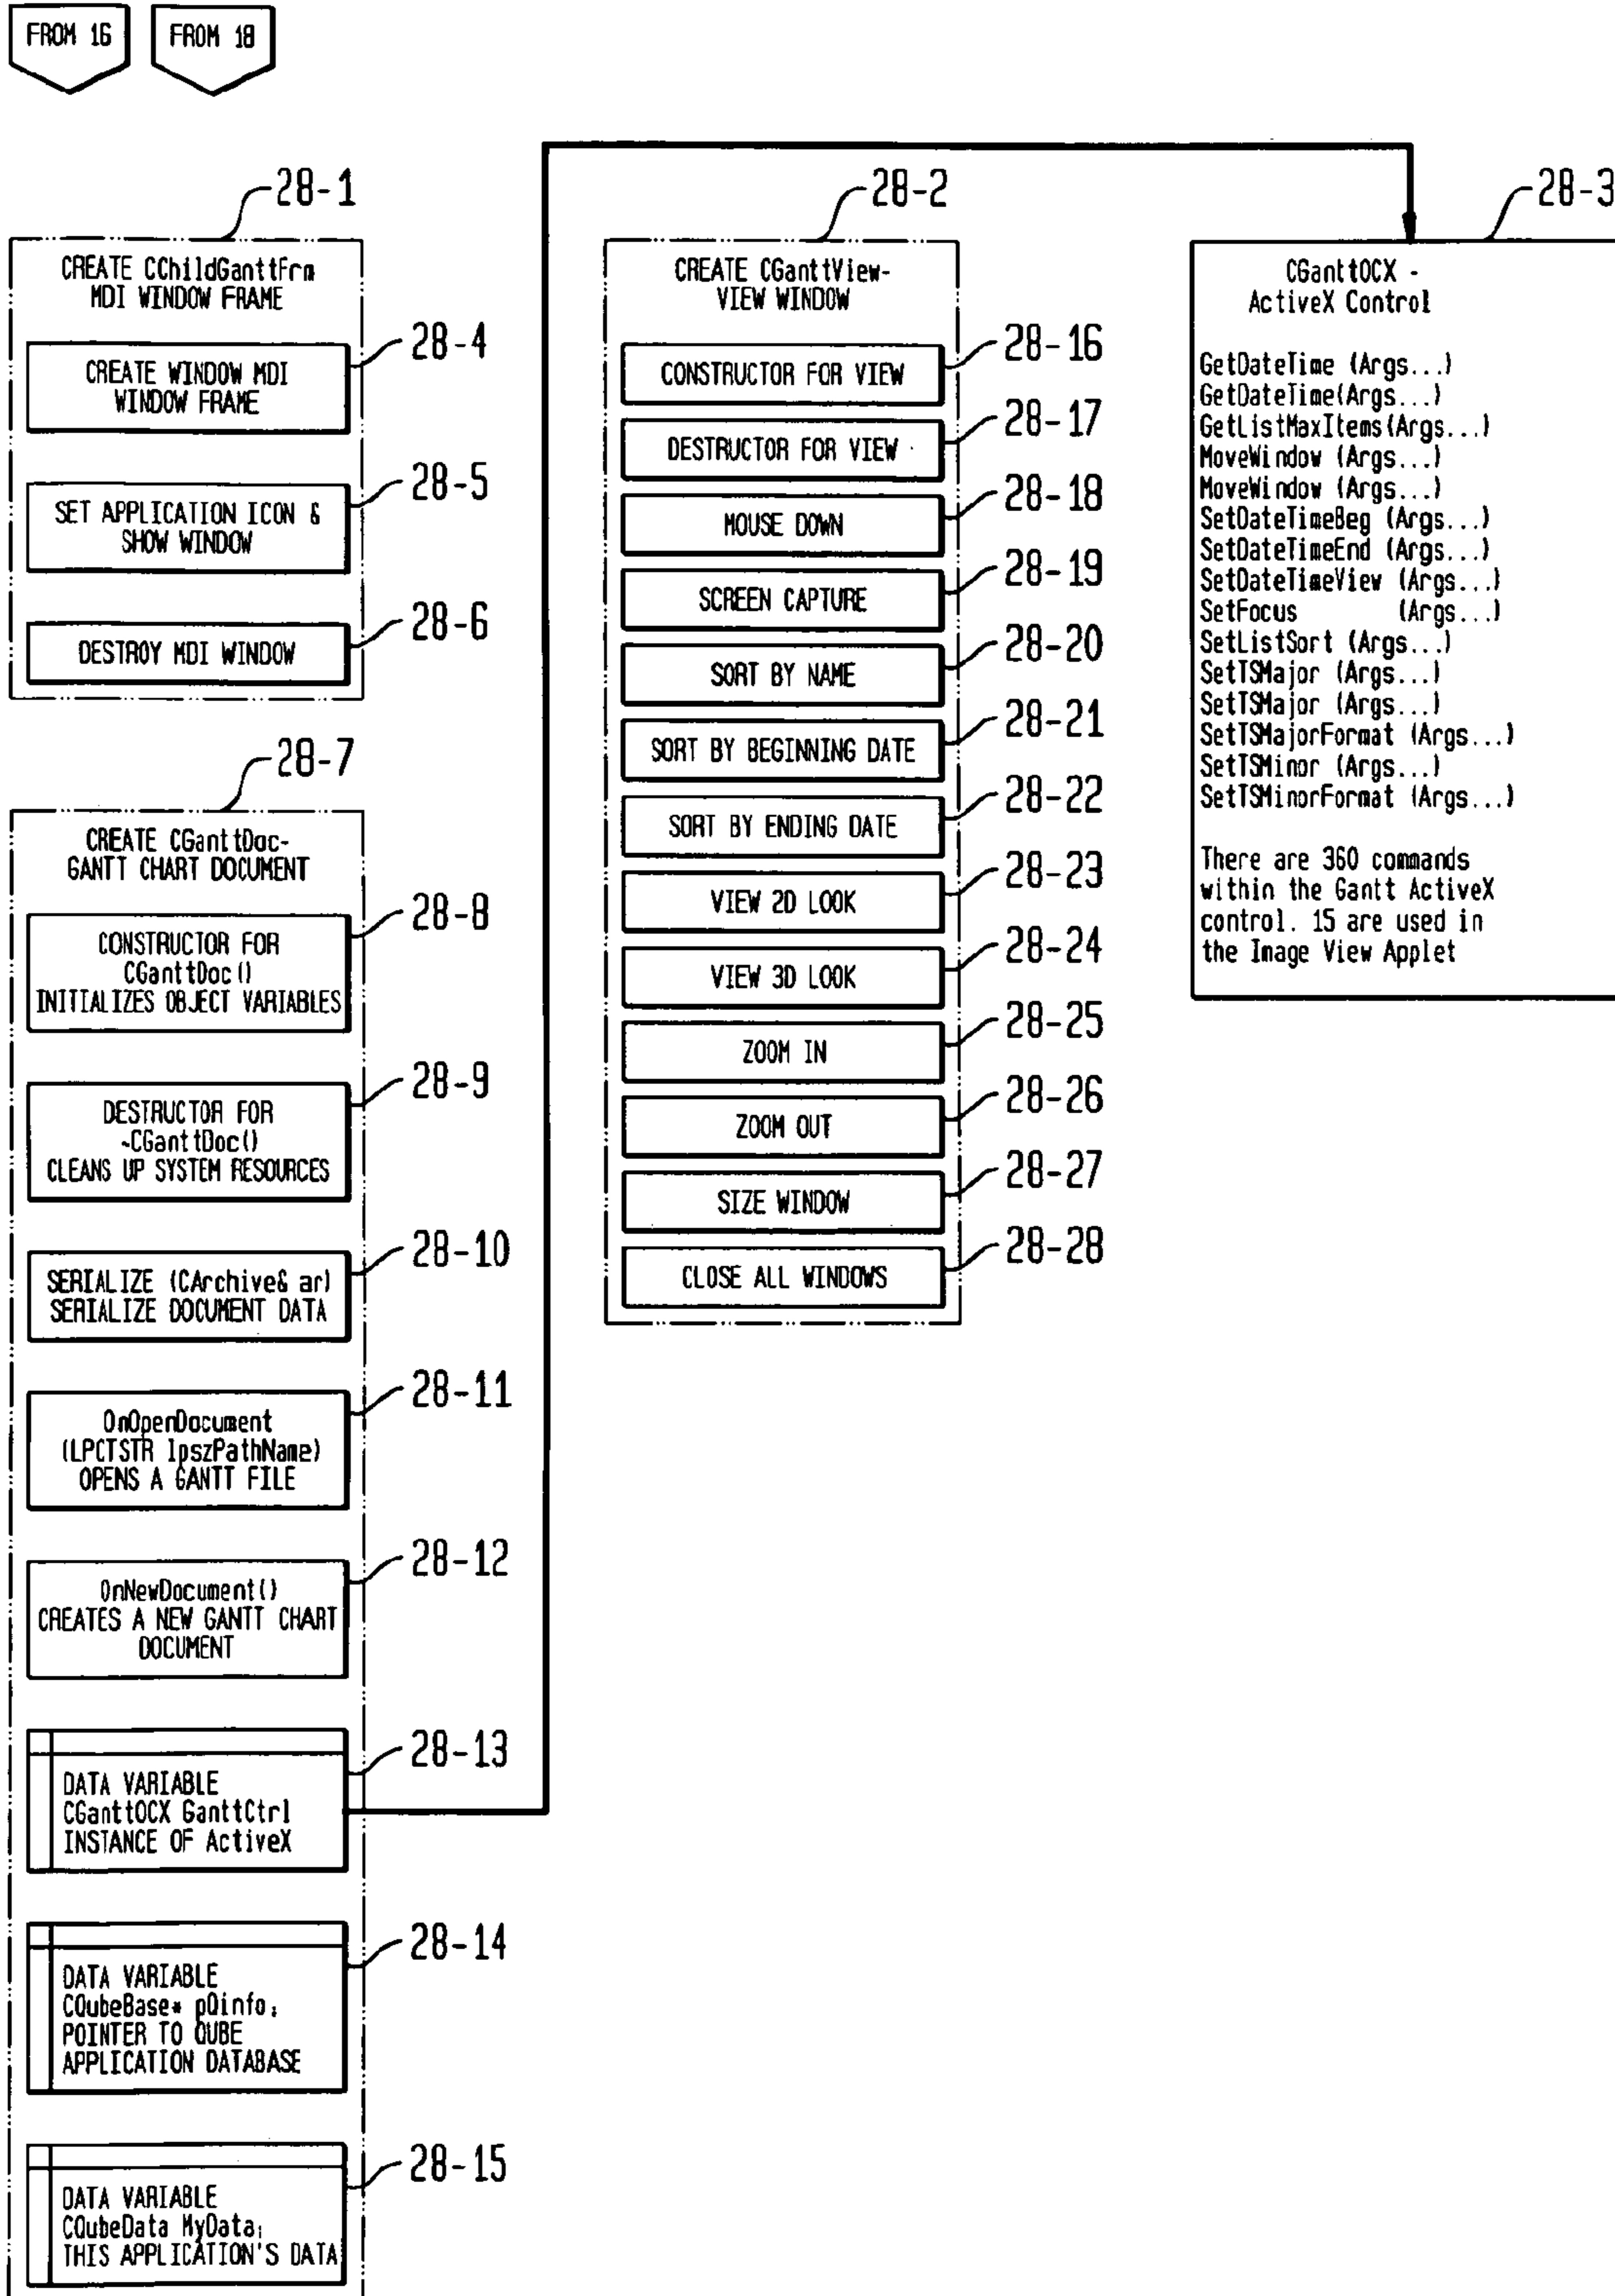 FROM 16
FROM 18
28-1
CREATE CChildGanttFrm
MDI WINDOW FRAME
28-4
CREATE WINDOW MDI
WINDOW FRAME
28-5
SET APPLICATION ICON &
SHOW WINDOW
28-6
DESTROY MDI WINDOW
28-7
CREATE CGanttDoc-
GANTT CHART DOCUMENT
28-8
CONSTRUCTOR FOR
CGanttDoc()
INITIALIZES OBJECT VARIABLES
28-9
DESTRUCTOR FOR
~CGanttDoc()
CLEANS UP SYSTEM RESOURCES
28-10
SERIALIZE (CArchive& ar)
SERIALIZE DOCUMENT DATA
28-11
OnOpenDocument
(LPCTSTR lpszPathName)
OPENS A GANTT FILE
28-12
OnNewDocument()
CREATES A NEW GANTT CHART
DOCUMENT
28-13
DATA VARIABLE
CGanttOCX GanttCtrl
INSTANCE OF ActiveX
28-14
DATA VARIABLE
CQubeBase* pQinfo;
POINTER TO QUBE
APPLICATION DATABASE
28-15
DATA VARIABLE
CQubeData MyData;
THIS APPLICATION'S DATA
28-2
CREATE CGanttView-
VIEW WINDOW
28-16
CONSTRUCTOR FOR VIEW
28-17
DESTRUCTOR FOR VIEW
28-18
MOUSE DOWN
28-19
SCREEN CAPTURE
28-20
SORT BY NAME
28-21
SORT BY BEGINNING DATE
28-22
SORT BY ENDING DATE
28-23
VIEW 2D LOOK
28-24
VIEW 3D LOOK
28-25
ZOOM IN
28-26
ZOOM OUT
28-27
SIZE WINDOW
28-28
CLOSE ALL WINDOWS
28-3
CGanttOCX -
ActiveX Control
GetDateTime (Args...)
GetDateTime(Args...)
GetListMaxItems(Args...)
MoveWindow (Args...)
MoveWindow (Args...)
SetDateTimeBeg (Args...)
SetDateTimeEnd (Args...)
SetDateTimeView (Args...)
SetFocus (Args...)
SetListSort (Args...)
SetTSMajor (Args...)
SetTSMajor (Args...)
SetTSMajorFormat (Args...)
SetTSMinor (Args...)
SetTSMinorFormat (Args...)
There are 360 commands
within the Gantt ActiveX
control. 15 are used in
the Image View Applet